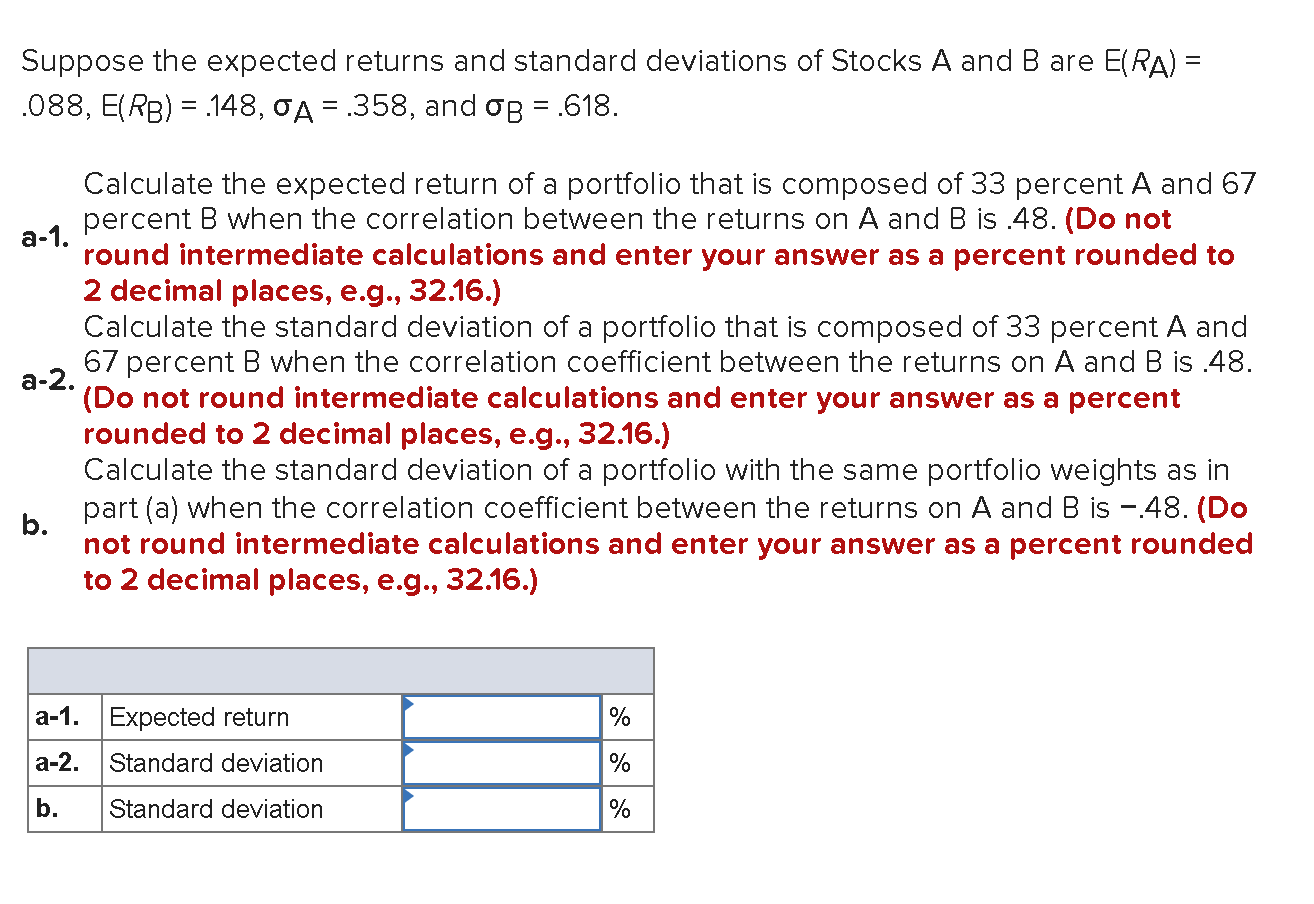 Suppose the expected returns and standard deviations of Stocks A and B are E(RA) =
.088, E(RB) = .148, σA = .358, and σB = .618.
a-1.
Calculate the expected return of a portfolio that is composed of 33 percent A and 67
percent B when the correlation between the returns on A and B is .48. (Do not
round intermediate calculations and enter your answer as a percent rounded to
2 decimal places, e.g., 32.16.)
a-2.
Calculate the standard deviation of a portfolio that is composed of 33 percent A and
67 percent B when the correlation coefficient between the returns on A and B is .48.
(Do not round intermediate calculations and enter your answer as a percent
rounded to 2 decimal places, e.g., 32.16.)
b.
Calculate the standard deviation of a portfolio with the same portfolio weights as in
part (a) when the correlation coefficient between the returns on A and B is −.48. (Do
not round intermediate calculations and enter your answer as a percent rounded
to 2 decimal places, e.g., 32.16.)
a-1. Expected return %
a-2. Standard deviation %
b. Standard deviation %